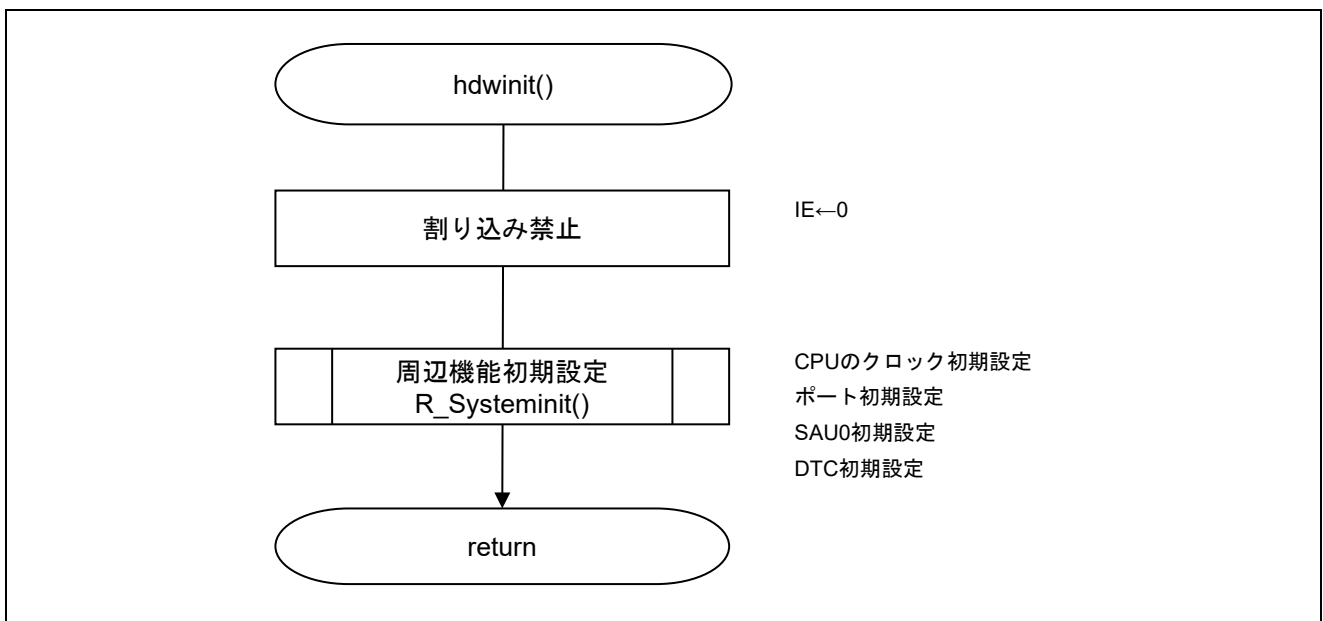 hdwinit()
割り込み禁止
IE←0
周辺機能初期設定
R_Systeminit()
CPUのクロック初期設定
ポート初期設定
SAU0初期設定
DTC初期設定
return